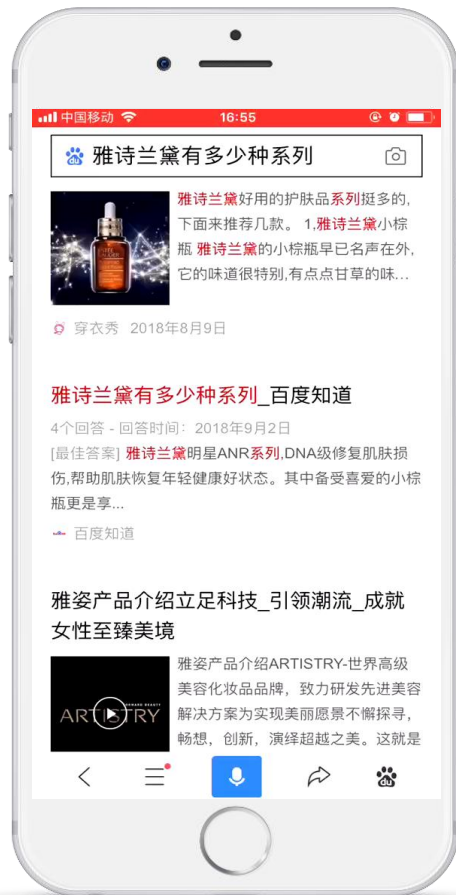 中国移动
16:55
雅诗兰黛有多少种系列
雅诗兰黛好用的护肤品系列挺多的,
下面来推荐几款。 1,雅诗兰黛小棕
瓶 雅诗兰黛的小棕瓶早已名声在外,
它的味道很特别,有点点甘草的味...
穿衣秀 2018年8月9日
雅诗兰黛有多少种系列_百度知道
4个回答 - 回答时间：2018年9月2日
[最佳答案] 雅诗兰黛明星ANR系列,DNA级修复肌肤损
伤,帮助肌肤恢复年轻健康好状态。其中备受喜爱的小棕
瓶更是享...
百度知道
雅姿产品介绍立足科技_引领潮流_成就
女性至臻美境
雅姿产品介绍ARTISTRY-世界高级
美容化妆品品牌，致力研发先进美容
解决方案为实现美丽愿景不懈探寻，
畅想，创新，演绎超越之美。这就是
ARTISTRY
du